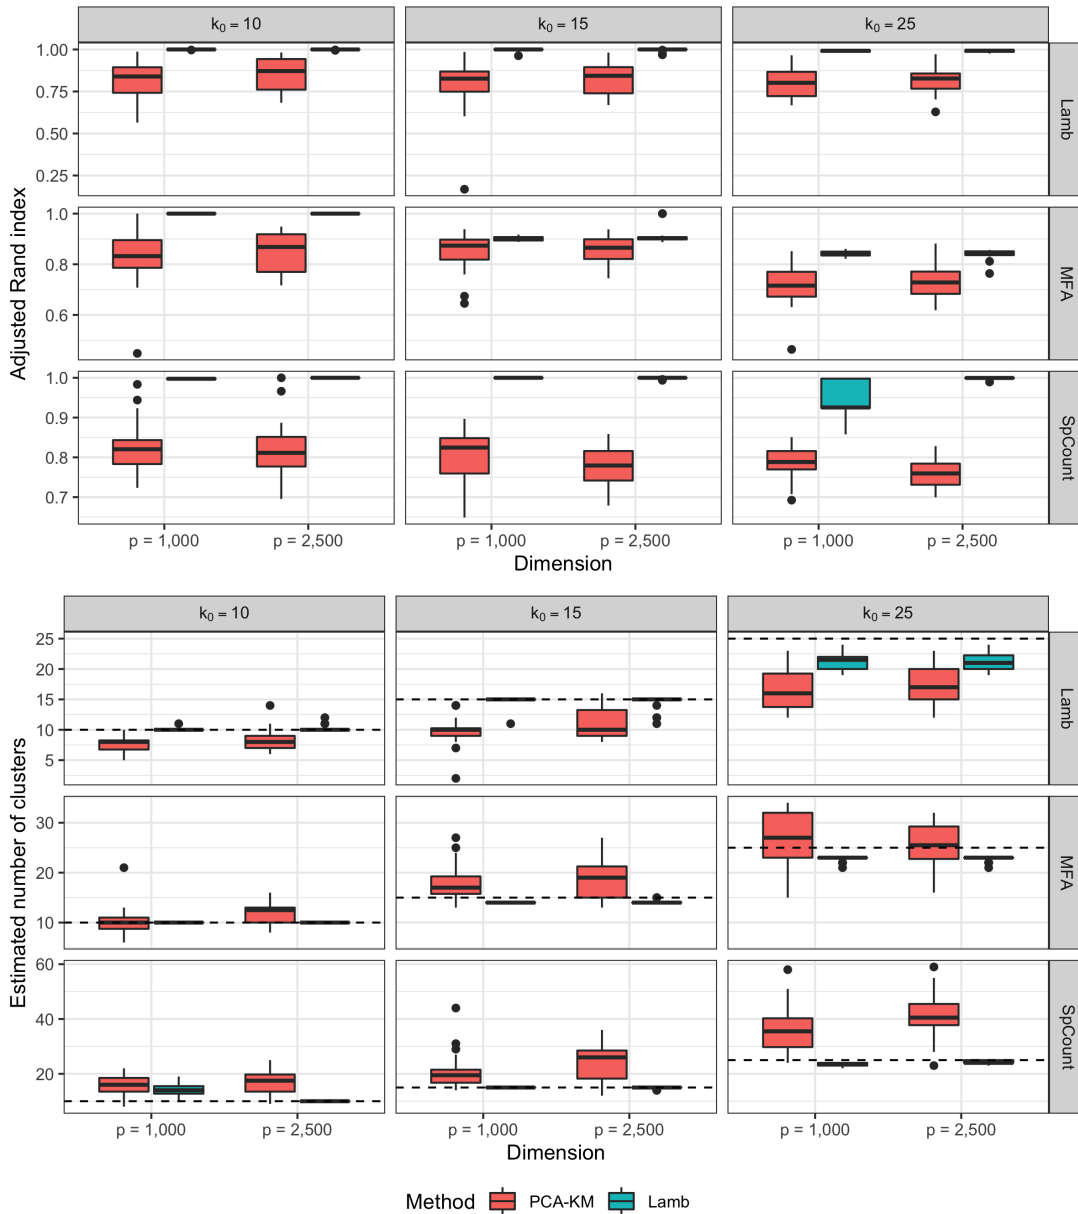 k₀ = 10 k₀ = 15 k₀ = 25
Adjusted Rand index
1.00
0.75
0.50
0.25
Lamb
1.0
0.8
0.6
MFA
1.0
0.9
0.8
0.7
SpCount
p = 1,000 p = 2,500 p = 1,000 p = 2,500 p = 1,000 p = 2,500
Dimension
k₀ = 10 k₀ = 15 k₀ = 25
Estimated number of clusters
25
20
15
10
5
Lamb
30
20
10
MFA
60
40
20
SpCount
p = 1,000 p = 2,500 p = 1,000 p = 2,500 p = 1,000 p = 2,500
Dimension
Method PCA-KM Lamb